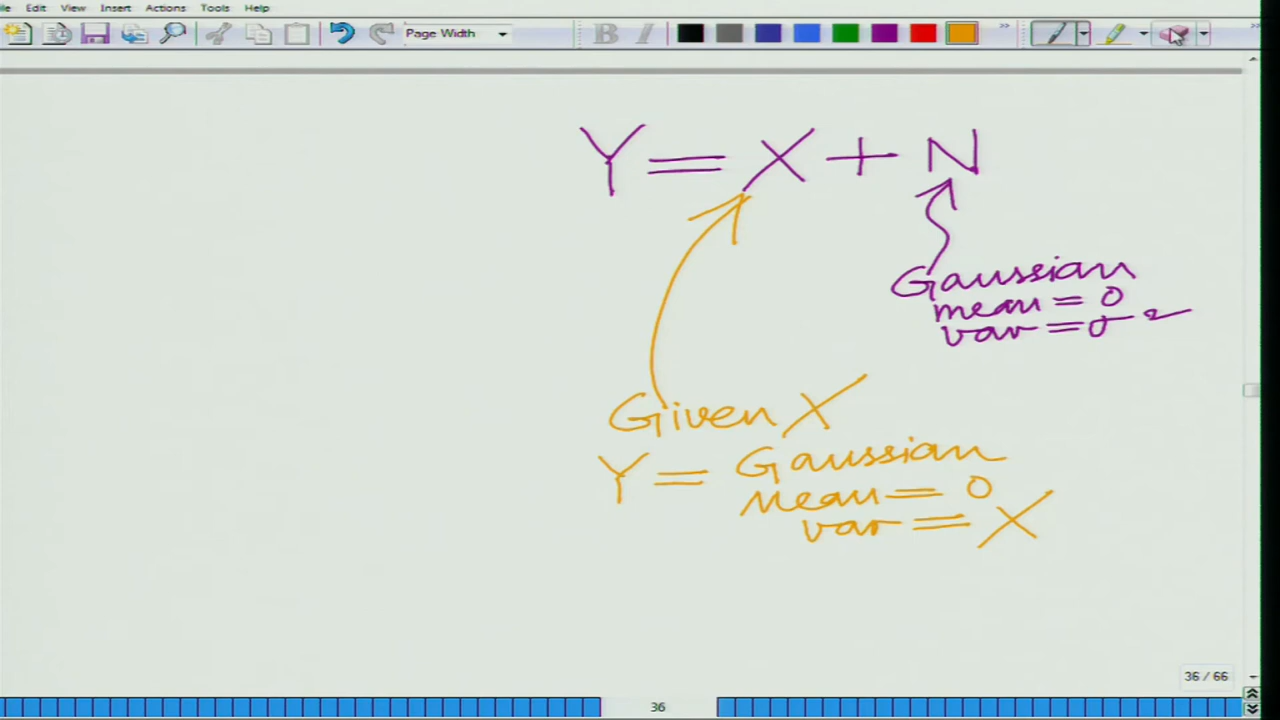 File Edit View Insert Actions Tools Help
Page Width
B I
Y = X + N
Gaussian
mean = 0
var = σ²
Given X
Y = Gaussian
mean = 0
var = X
36 / 66
36